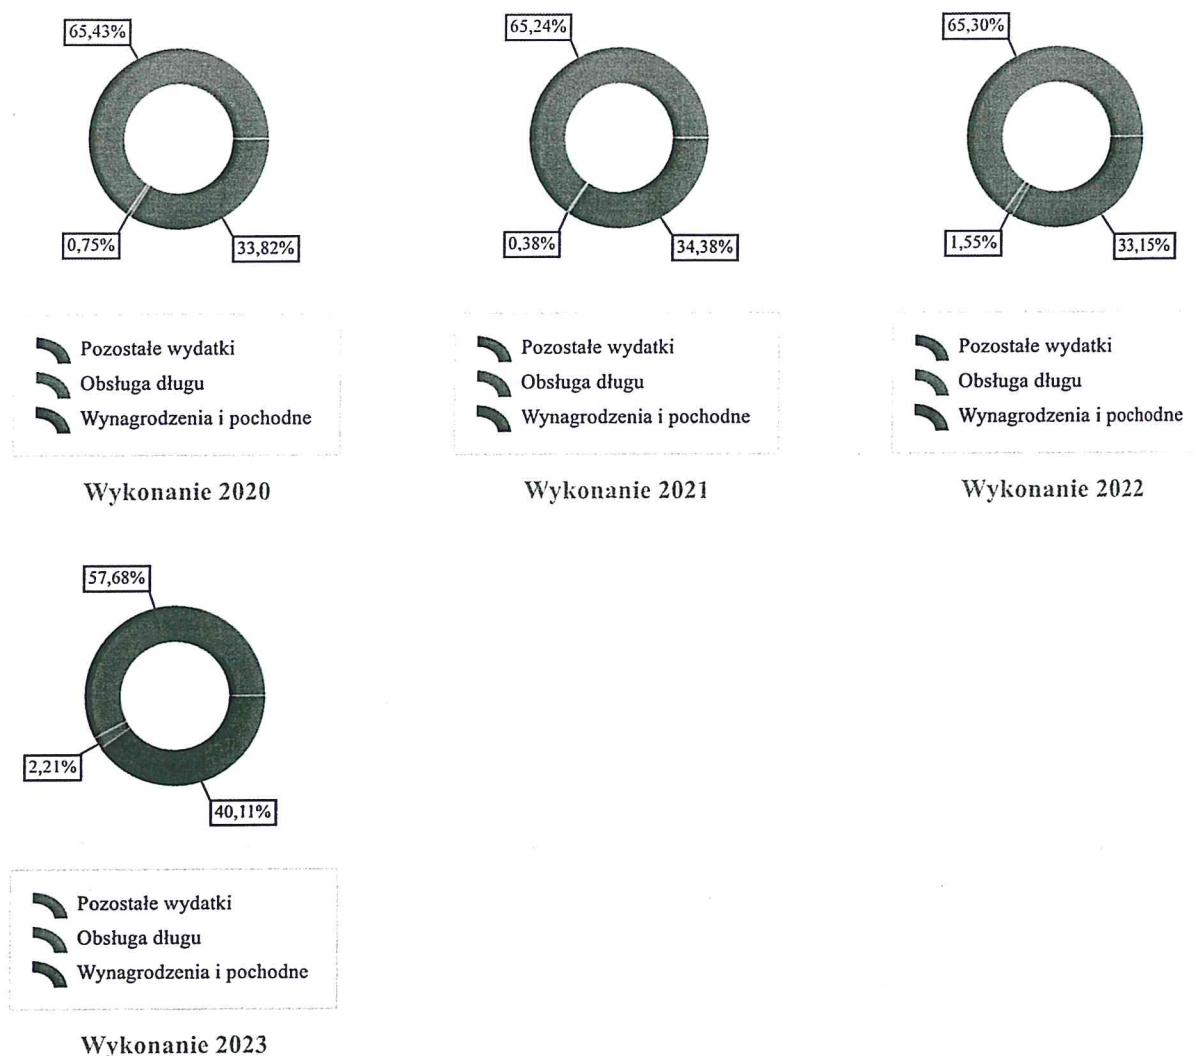 65,43%
0,75%
33,82%
Pozostałe wydatki
Obsługa długu
Wynagrodzenia i pochodne
Wykonanie 2020
65,24%
0,38%
34,38%
Pozostałe wydatki
Obsługa długu
Wynagrodzenia i pochodne
Wykonanie 2021
65,30%
1,55%
33,15%
Pozostałe wydatki
Obsługa długu
Wynagrodzenia i pochodne
Wykonanie 2022
57,68%
2,21%
40,11%
Pozostałe wydatki
Obsługa długu
Wynagrodzenia i pochodne
Wykonanie 2023